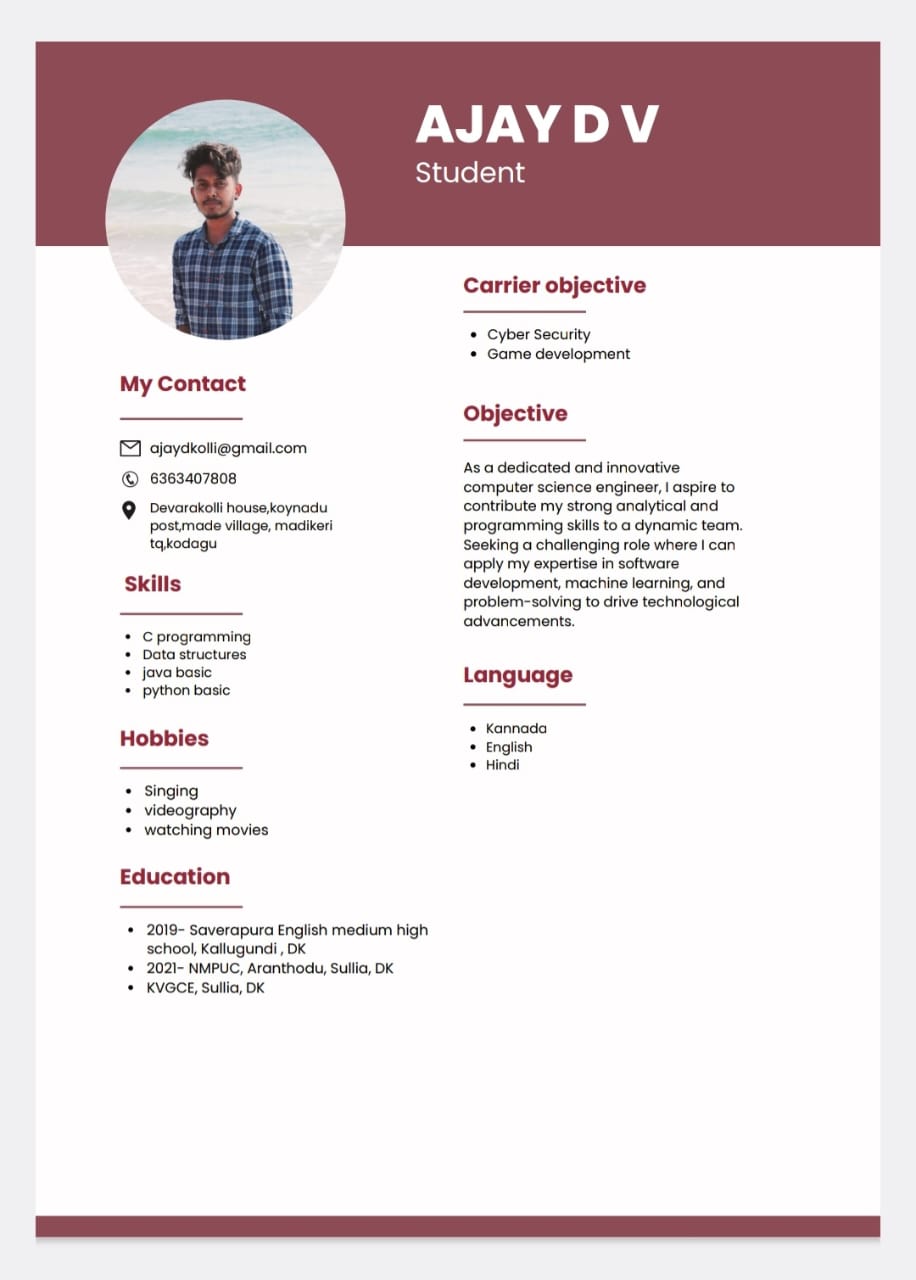 AJAY D V
Student
My Contact
ajaydkolli@gmail.com
6363407808
Devarakolli house,koynadu
post,made village, madikeri
tq,kodagu
Skills
• C programming
• Data structures
• java basic
• python basic
Hobbies
• Singing
• videography
• watching movies
Education
• 2019- Saverapura English medium high
school, Kallugundi , DK
• 2021- NMPUC, Aranthodu, Sullia, DK
• KVGCE, Sullia, DK
Carrier objective
• Cyber Security
• Game development
Objective
As a dedicated and innovative
computer science engineer, I aspire to
contribute my strong analytical and
programming skills to a dynamic team.
Seeking a challenging role where I can
apply my expertise in software
development, machine learning, and
problem-solving to drive technological
advancements.
Language
• Kannada
• English
• Hindi